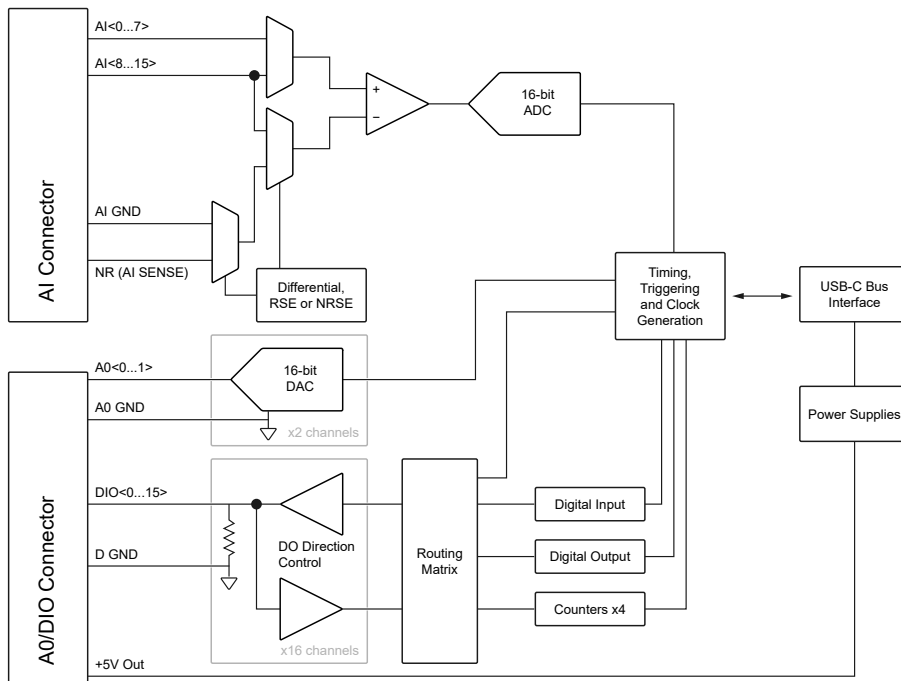 AI Connector
AI<0...7>
AI<8...15>
AI GND
NR (AI SENSE)
+
−
16-bit
ADC
Differential,
RSE or NRSE
Timing,
Triggering
and Clock
Generation
USB-C Bus
Interface
Power Supplies
A0/DIO Connector
A0<0...1>
A0 GND
16-bit
DAC
x2 channels
DIO<0...15>
D GND
DO Direction
Control
x16 channels
Routing
Matrix
Digital Input
Digital Output
Counters x4
+5V Out